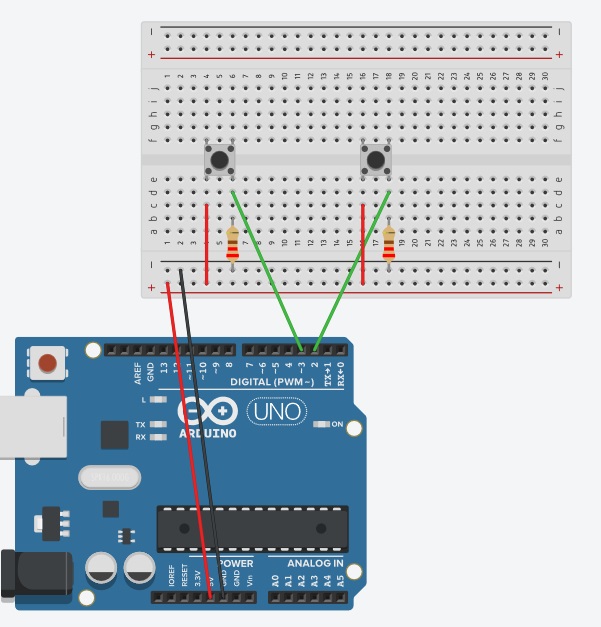 − −
+ +
1 2 3 4 5 6 7 8 9 10 11 12 13 14 15 16 17 18 19 20 21 22 23 24 25 26 27 28 29 30
j j
i i
h h
g g
f f
e e
d d
c c
b b
a a
1 2 3 4 5 6 7 8 9 10 11 12 13 14 15 16 17 18 19 20 21 22 23 24 25 26 27 28 29 30
− −
+ +
AREF GND 13 12 ~11 ~10 ~9 8 7 ~6 ~5 4 ~3 2 TX→1 RX←0
DIGITAL (PWM~)
L
TX
RX
ARDUINO
UNO
ON
POWER ANALOG IN
IOREF RESET 3.3V 5V GND GND Vin A0 A1 A2 A3 A4 A5